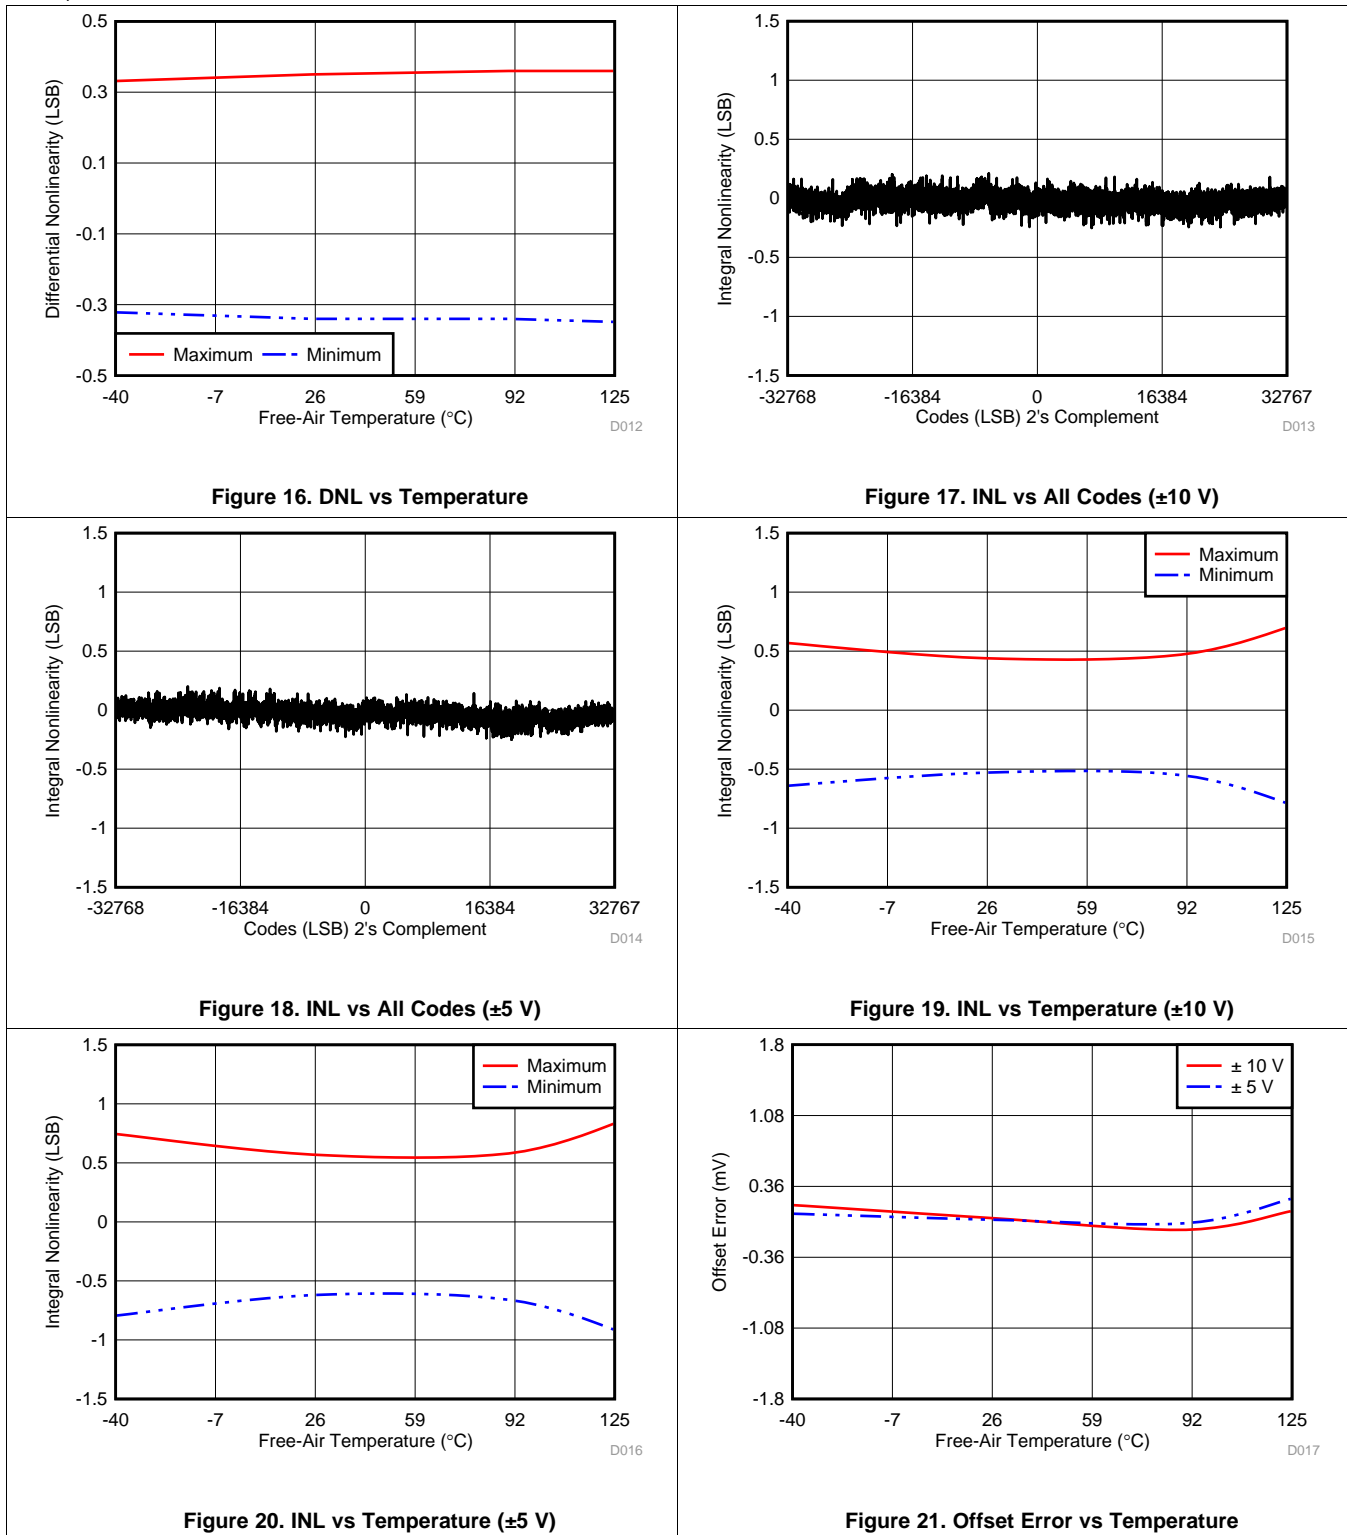 0.5
0.3
0.1
-0.1
-0.3
-0.5
Differential Nonlinearity (LSB)
Maximum
Minimum
-40 -7 26 59 92 125
Free-Air Temperature (°C)
D012
Figure 16. DNL vs Temperature
1.5
1
0.5
0
-0.5
-1
-1.5
Integral Nonlinearity (LSB)
-32768 -16384 0 16384 32767
Codes (LSB) 2's Complement
D013
Figure 17. INL vs All Codes (±10 V)
1.5
1
0.5
0
-0.5
-1
-1.5
Integral Nonlinearity (LSB)
-32768 -16384 0 16384 32767
Codes (LSB) 2's Complement
D014
Figure 18. INL vs All Codes (±5 V)
1.5
1
0.5
0
-0.5
-1
-1.5
Integral Nonlinearity (LSB)
Maximum
Minimum
-40 -7 26 59 92 125
Free-Air Temperature (°C)
D015
Figure 19. INL vs Temperature (±10 V)
1.5
1
0.5
0
-0.5
-1
-1.5
Integral Nonlinearity (LSB)
Maximum
Minimum
-40 -7 26 59 92 125
Free-Air Temperature (°C)
D016
Figure 20. INL vs Temperature (±5 V)
1.8
1.08
0.36
-0.36
-1.08
-1.8
Offset Error (mV)
± 10 V
± 5 V
-40 -7 26 59 92 125
Free-Air Temperature (°C)
D017
Figure 21. Offset Error vs Temperature